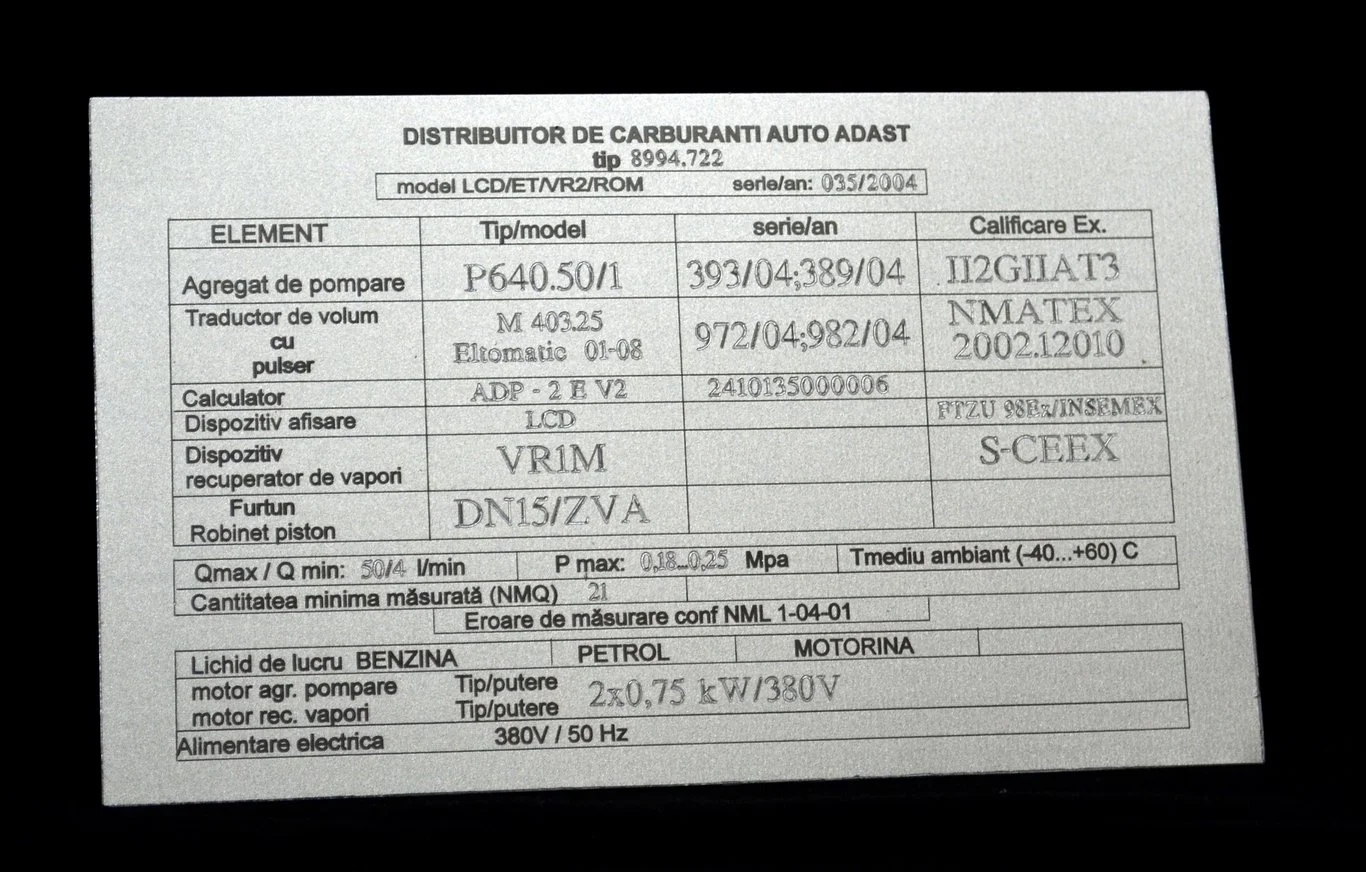 DISTRIBUITOR DE CARBURANTI AUTO ADAST
tip 8994.722
model LCD/ET/VR2/ROM serie/an: 035/2004
ELEMENT Tip/model serie/an Calificare Ex.
Agregat de pompare P640.50/1 393/04;389/04 II2GIIAT3
Traductor de volum cu pulser M 403.25 Eltomatic 01-08 972/04;982/04 NMATEX 2002.12010
Calculator ADP - 2 E V2 2410135000006
Dispozitiv afisare LCD FTZU 98Ex/INSEMEX
Dispozitiv recuperator de vapori VR1M S-CEEX
Furtun
Robinet piston DN15/ZVA
Qmax / Q min: 50/4 l/min P max: 0,18...0,25 Mpa Tmediu ambiant (-40...+60) C
Cantitatea minima măsurată (NMQ) 2l
Eroare de măsurare conf NML 1-04-01
Lichid de lucru BENZINA PETROL MOTORINA
motor agr. pompare Tip/putere 2x0,75 kW/380V
motor rec. vapori Tip/putere
Alimentare electrica 380V / 50 Hz